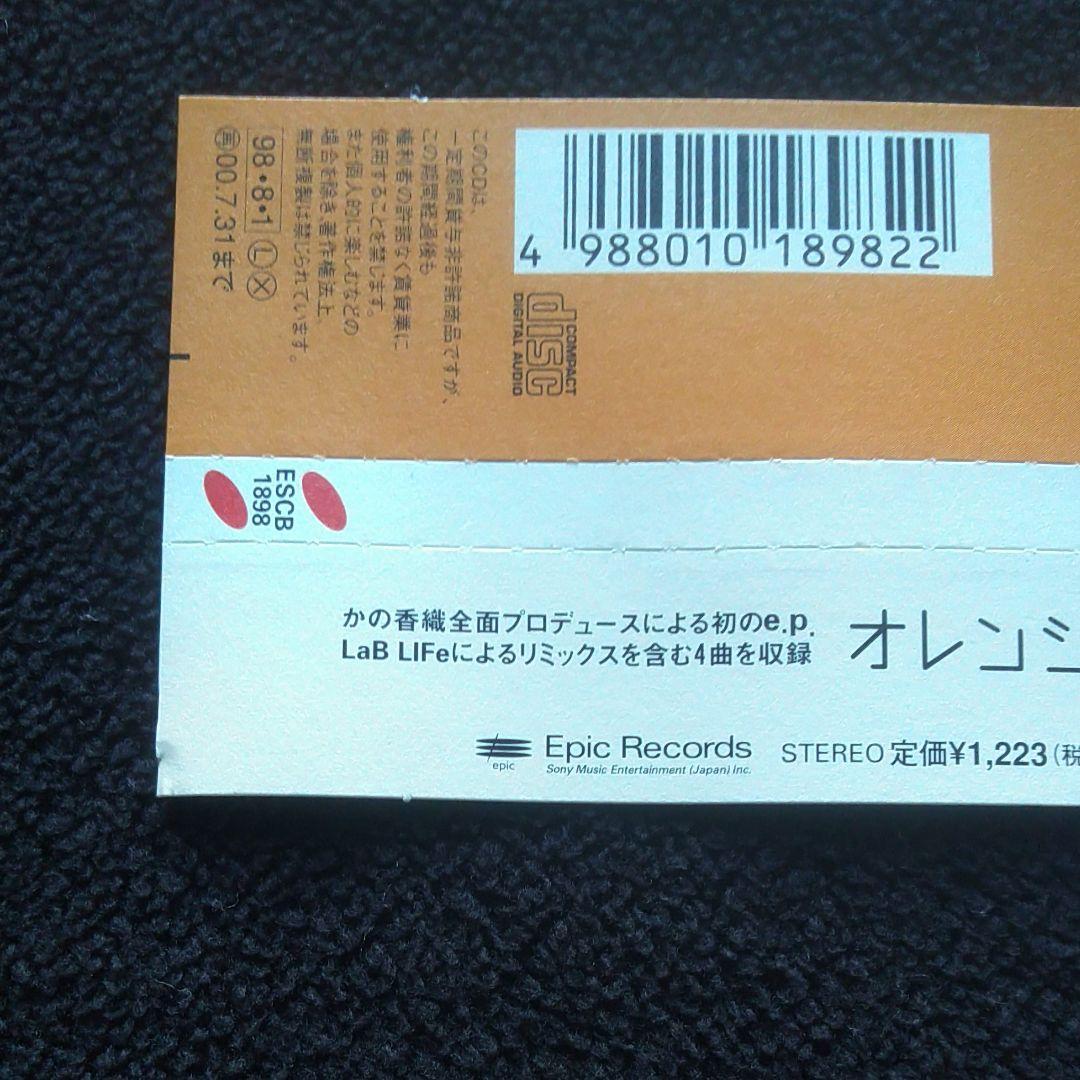 4 988010 189822
COMPACT
disc
DIGITAL AUDIO
このCDは、
一定期間貸与非許諾商品ですが、
この期間経過後も
権利者の許諾なく賃貸業に
使用することを禁じます。
また個人的に楽しむなどの
場合を除き著作権法上、
無断複製は禁じられています。
98・8・1 Ⓛ Ⓧ
00.7.31まで
ESCB
1898
かの香織全面プロデュースによる初のe.p.
LaB LIFeによるリミックスを含む4曲を収録
オレンジ
epic
Epic Records
Sony Music Entertainment (Japan) Inc.
STEREO 定価¥1,223(税